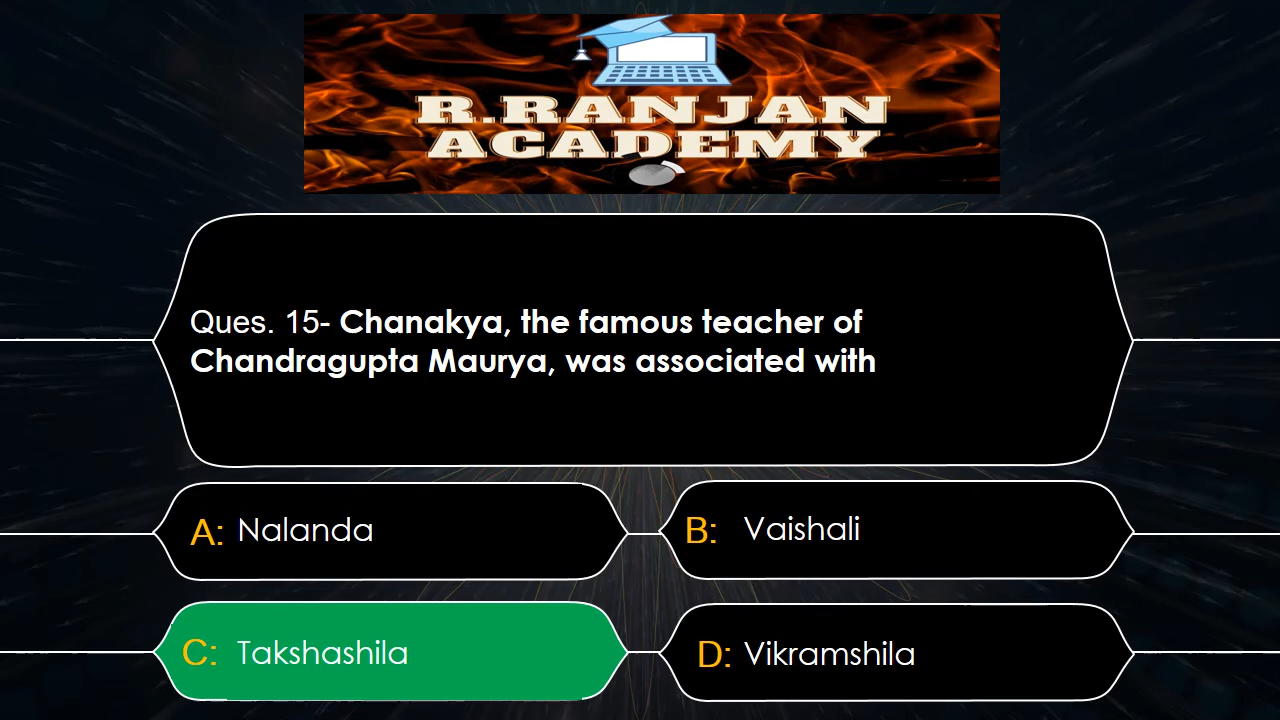 R.RANJAN
ACADEMY
Ques. 15- Chanakya, the famous teacher of
Chandragupta Maurya, was associated with
A: Nalanda
B: Vaishali
C: Takshashila
D: Vikramshila